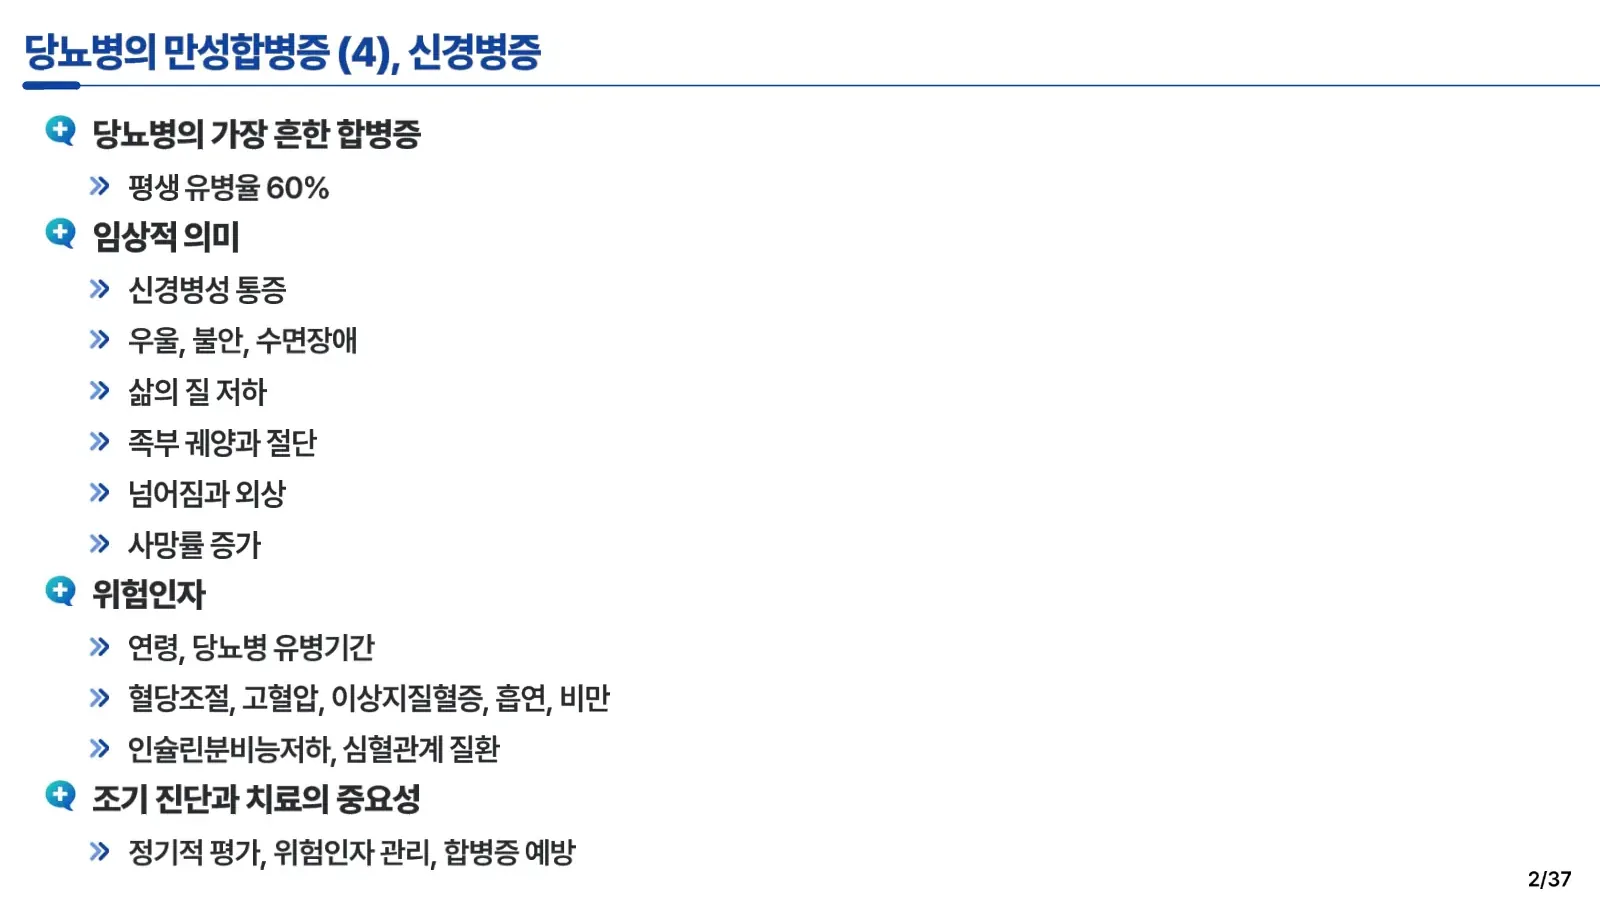 당뇨병의 만성합병증 (4), 신경병증
당뇨병의 가장 흔한 합병증
평생 유병율 60%
임상적 의미
신경병성 통증
우울, 불안, 수면장애
삶의 질 저하
족부 궤양과 절단
넘어짐과 외상
사망률 증가
위험인자
연령, 당뇨병 유병기간
혈당조절, 고혈압, 이상지질혈증, 흡연, 비만
인슐린분비능저하, 심혈관계 질환
조기 진단과 치료의 중요성
정기적 평가, 위험인자 관리, 합병증 예방
2/37